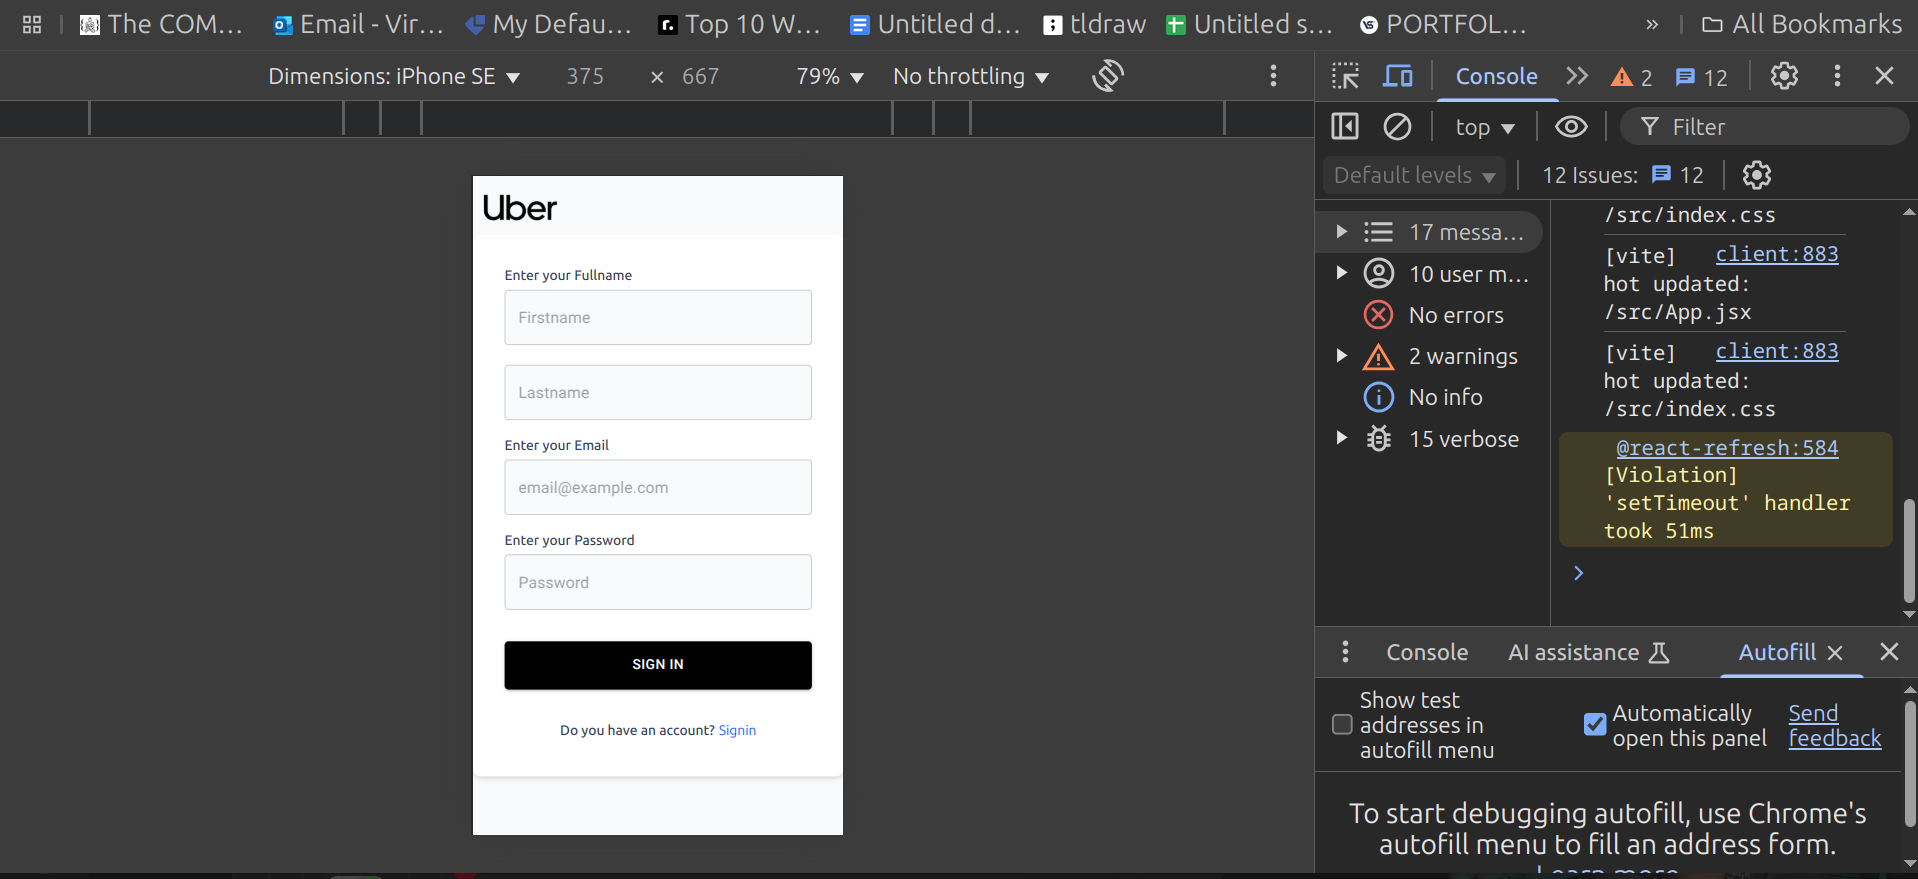 The COM...
Email - Vir...
My Defau...
Top 10 W...
Untitled d...
tldraw
Untitled s...
PORTFOL...
»
All Bookmarks
Dimensions: iPhone SE
375 × 667
79%
No throttling
Console
2
12
top
Filter
Default levels
12 Issues: 12
17 messa...
10 user m...
No errors
2 warnings
No info
15 verbose
/src/index.css
[vite] client:883
hot updated:
/src/App.jsx
[vite] client:883
hot updated:
/src/index.css
@react-refresh:584
[Violation]
'setTimeout' handler
took 51ms
Uber
Enter your Fullname
Firstname
Lastname
Enter your Email
email@example.com
Enter your Password
Password
SIGN IN
Do you have an account? Signin
Console
AI assistance
Autofill
Show test
addresses in
autofill menu
Automatically
open this panel
Send
feedback
To start debugging autofill, use Chrome's
autofill menu to fill an address form.
Learn more